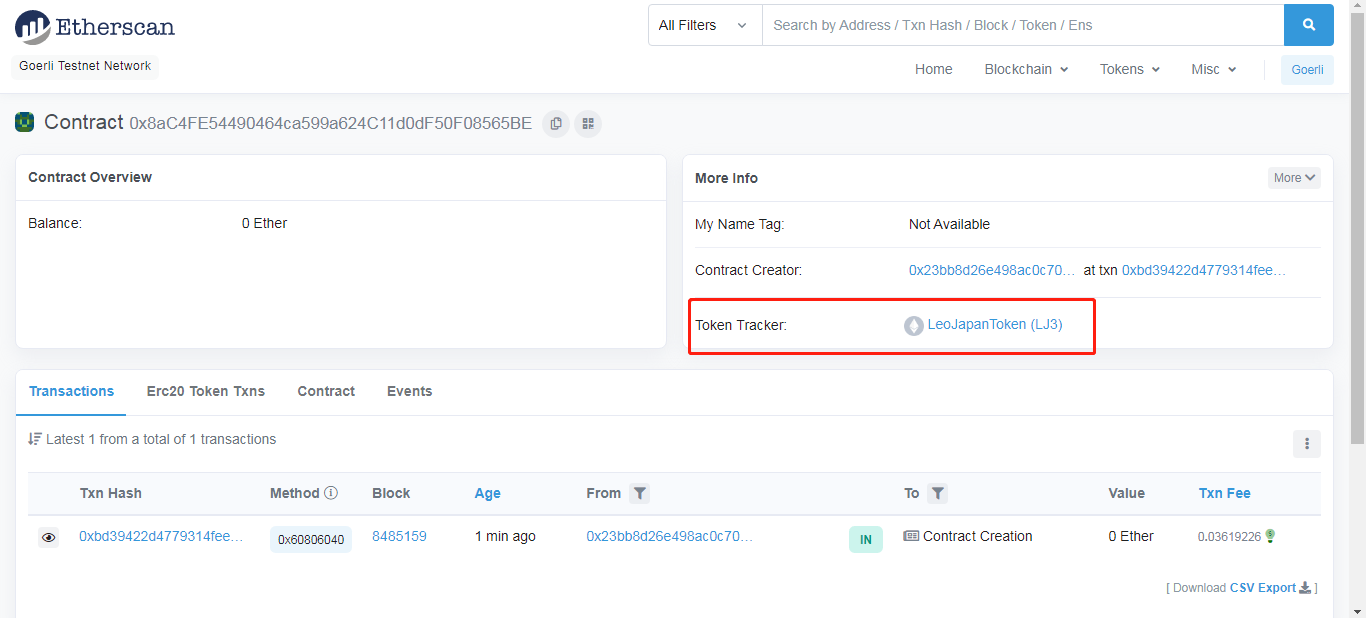 Etherscan
All Filters
Search by Address / Txn Hash / Block / Token / Ens
Goerli Testnet Network
Home Blockchain Tokens Misc Goerli
Contract 0x8aC4FE54490464ca599a624C11d0dF50F08565BE
Contract Overview
Balance: 0 Ether
More Info More
My Name Tag: Not Available
Contract Creator: 0x23bb8d26e498ac0c70... at txn 0xbd39422d4779314fee...
Token Tracker: LeoJapanToken (LJ3)
Transactions Erc20 Token Txns Contract Events
Latest 1 from a total of 1 transactions
Txn Hash Method Block Age From To Value Txn Fee
0xbd39422d4779314fee... 0x60806040 8485159 1 min ago 0x23bb8d26e498ac0c70... IN Contract Creation 0 Ether 0.03619226
[ Download CSV Export ]